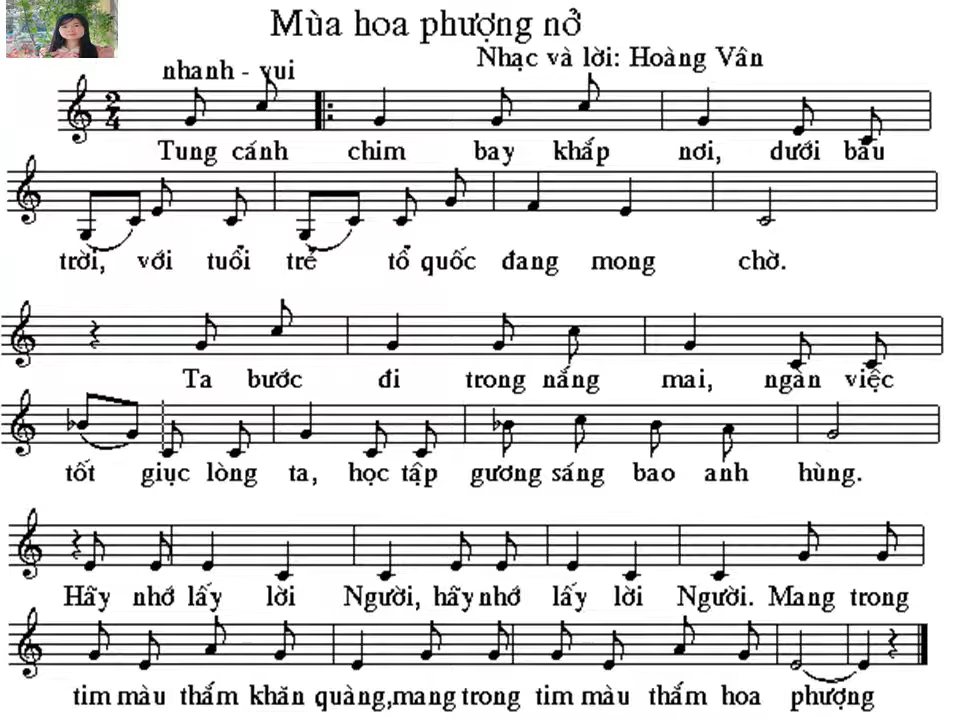 Mùa hoa phượng nở
Nhạc và lời: Hoàng Vân
nhanh - vui
2
4
Tung cánh chim bay khắp nơi, dưới bầu
trời, với tuổi trẻ tổ quốc đang mong chờ.
Ta bước đi trong nắng mai, ngàn việc
tốt giục lòng ta, học tập gương sáng bao anh hùng.
Hãy nhớ lấy lời Người, hãy nhớ lấy lời Người. Mang trong
tim màu thắm khăn quàng, mang trong tim màu thắm hoa phượng